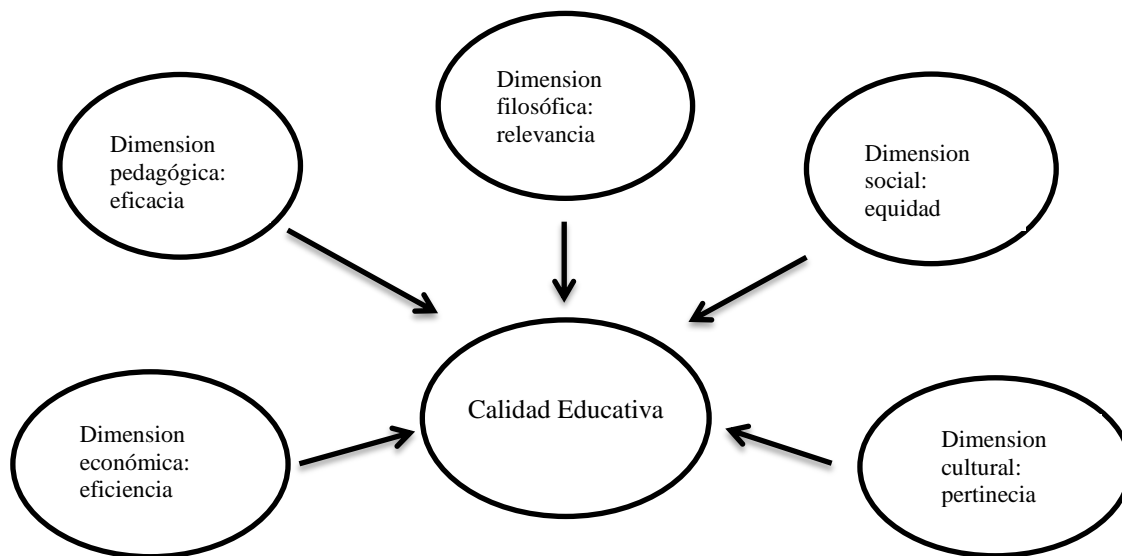 Dimension
filosófica:
relevancia
Dimension
pedagógica:
eficacia
Dimension
social:
equidad
Calidad Educativa
Dimension
económica:
eficiencia
Dimension
cultural:
pertinecia